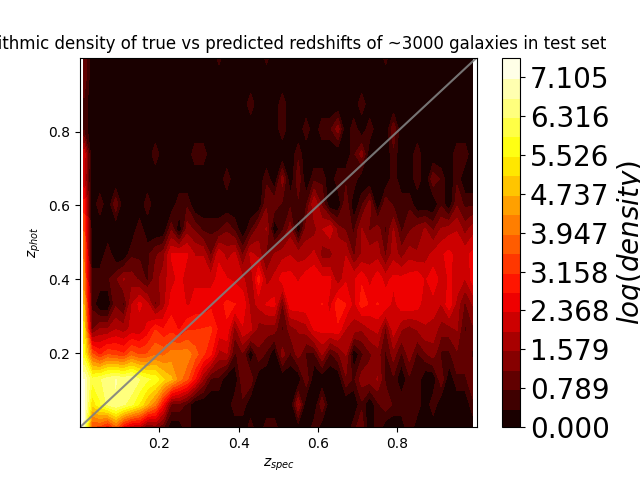 ithmic density of true vs predicted redshifts of ~3000 galaxies in test set
0.8
0.6
0.4
0.2
z_phot
0.2 0.4 0.6 0.8
z_spec
7.105
6.316
5.526
4.737
3.947
3.158
2.368
1.579
0.789
0.000
log(density)